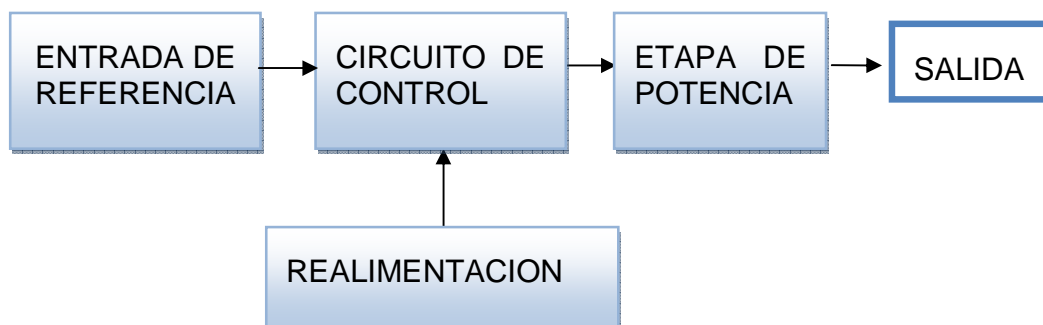 ENTRADA DE
REFERENCIA
CIRCUITO DE
CONTROL
ETAPA DE
POTENCIA
SALIDA
REALIMENTACION